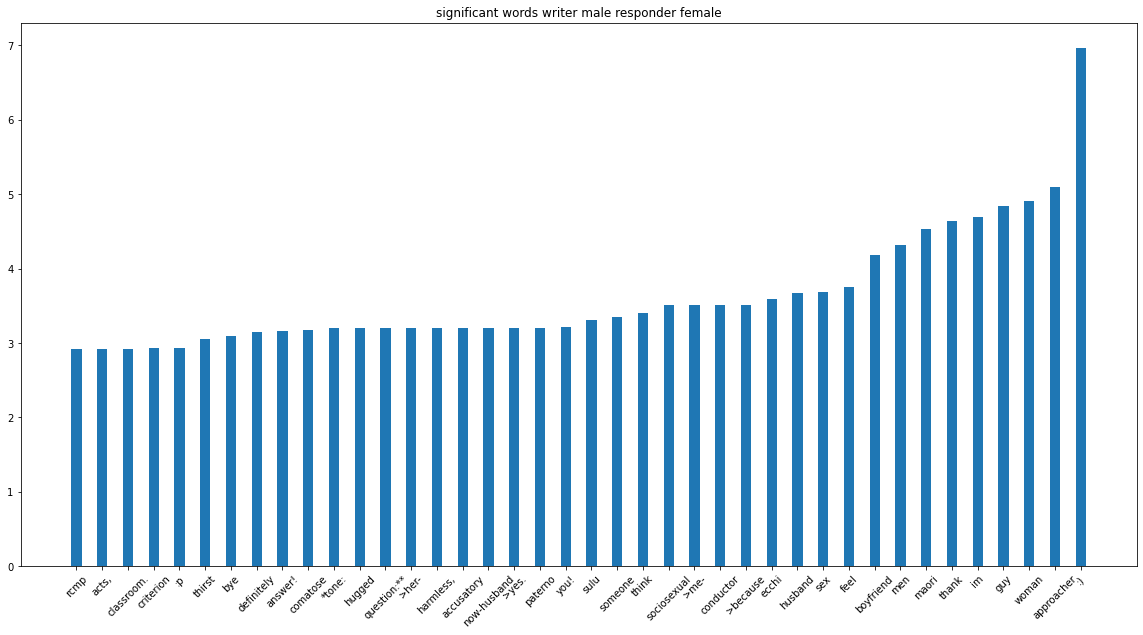 significant words writer male responder female
7
6
5
4
3
2
1
0
rcmp
acts,
classroom.
criterion
:p
thirst
bye
definitely
answer!
comatose
*tone:
hugged
question:**
>her-
harmless,
accusatory
now-husband
>yes.
paterno
you!
sulu
someone
think
sociosexual
>me-
conductor
>because
ecchi
husband
sex
feel
boyfriend
men
maori
thank
im
guy
woman
approacher
:)